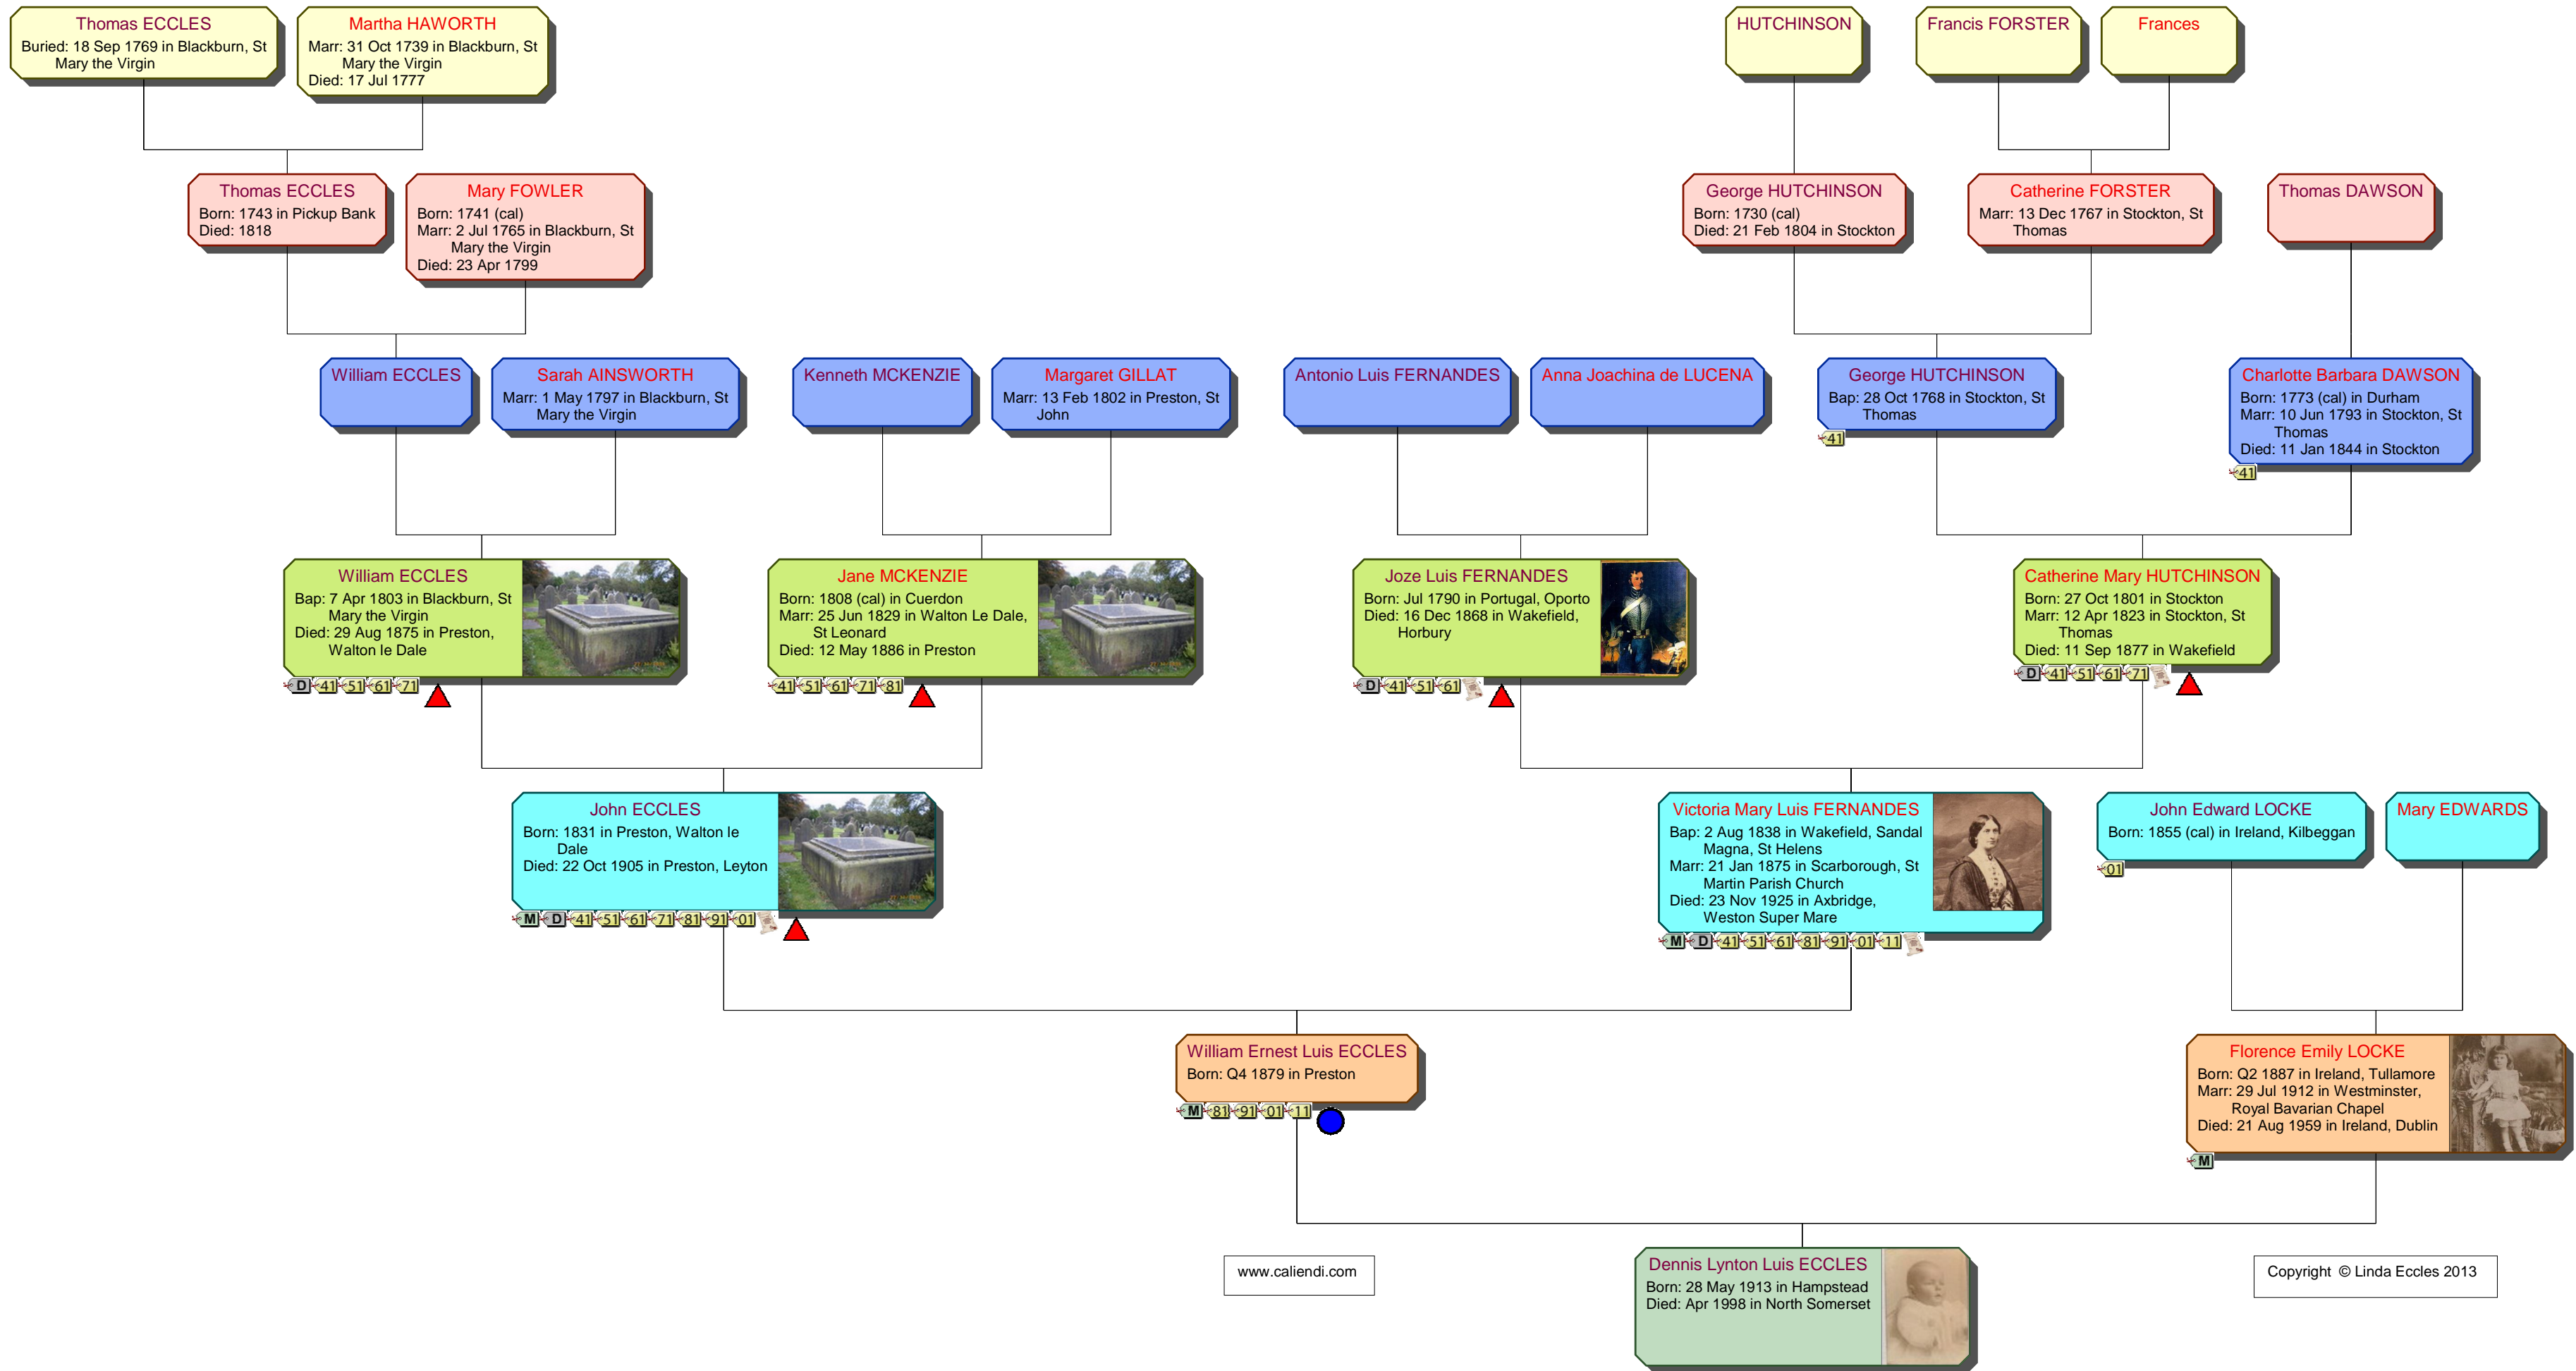 Thomas ECCLES
Buried: 18 Sep 1769 in Blackburn, St
Mary the Virgin
Martha HAWORTH
Marr: 31 Oct 1739 in Blackburn, St
Mary the Virgin
Died: 17 Jul 1777
HUTCHINSON
Francis FORSTER
Frances
Thomas ECCLES
Born: 1743 in Pickup Bank
Died: 1818
Mary FOWLER
Born: 1741 (cal)
Marr: 2 Jul 1765 in Blackburn, St
Mary the Virgin
Died: 23 Apr 1799
George HUTCHINSON
Born: 1730 (cal)
Died: 21 Feb 1804 in Stockton
Catherine FORSTER
Marr: 13 Dec 1767 in Stockton, St
Thomas
Thomas DAWSON
William ECCLES
Sarah AINSWORTH
Marr: 1 May 1797 in Blackburn, St
Mary the Virgin
Kenneth MCKENZIE
Margaret GILLAT
Marr: 13 Feb 1802 in Preston, St
John
Antonio Luis FERNANDES
Anna Joachina de LUCENA
George HUTCHINSON
Bap: 28 Oct 1768 in Stockton, St
Thomas
41
Charlotte Barbara DAWSON
Born: 1773 (cal) in Durham
Marr: 10 Jun 1793 in Stockton, St
Thomas
Died: 11 Jan 1844 in Stockton
41
William ECCLES
Bap: 7 Apr 1803 in Blackburn, St
Mary the Virgin
Died: 29 Aug 1875 in Preston,
Walton le Dale
D 41 51 61 71
Jane MCKENZIE
Born: 1808 (cal) in Cuerdon
Marr: 25 Jun 1829 in Walton Le Dale,
St Leonard
Died: 12 May 1886 in Preston
41 51 61 71 81
Joze Luis FERNANDES
Born: Jul 1790 in Portugal, Oporto
Died: 16 Dec 1868 in Wakefield,
Horbury
D 41 51 61
Catherine Mary HUTCHINSON
Born: 27 Oct 1801 in Stockton
Marr: 12 Apr 1823 in Stockton, St
Thomas
Died: 11 Sep 1877 in Wakefield
D 41 51 61 71
John ECCLES
Born: 1831 in Preston, Walton le
Dale
Died: 22 Oct 1905 in Preston, Leyton
M D 41 51 61 71 81 91 01
Victoria Mary Luis FERNANDES
Bap: 2 Aug 1838 in Wakefield, Sandal
Magna, St Helens
Marr: 21 Jan 1875 in Scarborough, St
Martin Parish Church
Died: 23 Nov 1925 in Axbridge,
Weston Super Mare
M D 41 51 61 81 91 01 11
John Edward LOCKE
Born: 1855 (cal) in Ireland, Kilbeggan
01
Mary EDWARDS
William Ernest Luis ECCLES
Born: Q4 1879 in Preston
M 81 91 01 11
Florence Emily LOCKE
Born: Q2 1887 in Ireland, Tullamore
Marr: 29 Jul 1912 in Westminster,
Royal Bavarian Chapel
Died: 21 Aug 1959 in Ireland, Dublin
M
www.caliendi.com
Dennis Lynton Luis ECCLES
Born: 28 May 1913 in Hampstead
Died: Apr 1998 in North Somerset
Copyright © Linda Eccles 2013